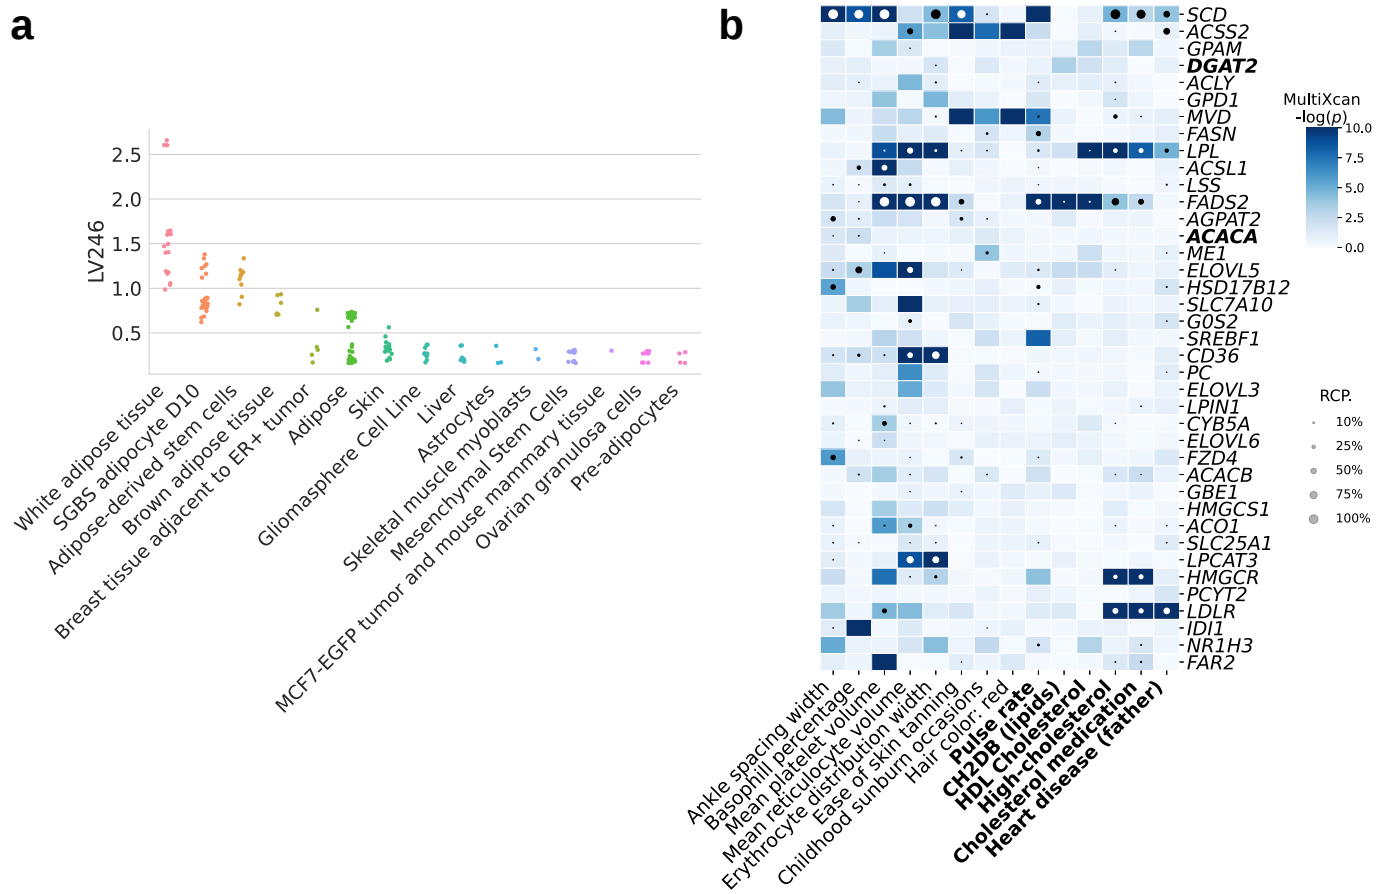 a
LV246
2.5
2.0
1.5
1.0
0.5
White adipose tissue
SGBS adipocyte D10
Adipose-derived stem cells
Brown adipose tissue
Breast tissue adjacent to ER+ tumor
Adipose
Skin
Gliomasphere Cell Line
Liver
Astrocytes
Skeletal muscle myoblasts
Mesenchymal Stem Cells
MCF7-EGFP tumor and mouse mammary tissue
Ovarian granulosa cells
Pre-adipocytes
b
SCD
ACSS2
GPAM
DGAT2
ACLY
GPD1
MVD
FASN
LPL
ACSL1
LSS
FADS2
AGPAT2
ACACA
ME1
ELOVL5
HSD17B12
SLC7A10
G0S2
SREBF1
CD36
PC
ELOVL3
LPIN1
CYB5A
ELOVL6
FZD4
ACACB
GBE1
HMGCS1
ACO1
SLC25A1
LPCAT3
HMGCR
PCYT2
LDLR
IDI1
NR1H3
FAR2
Ankle spacing width
Basophill percentage
Mean platelet volume
Mean reticulocyte volume
Erythrocyte distribution width
Ease of skin tanning
Childhood sunburn occasions
Hair color: red
Pulse rate
CH2DB (lipids)
HDL Cholesterol
High-cholesterol
Cholesterol medication
Heart disease (father)
MultiXcan
-log(p)
10.0
7.5
5.0
2.5
0.0
RCP.
10%
25%
50%
75%
100%